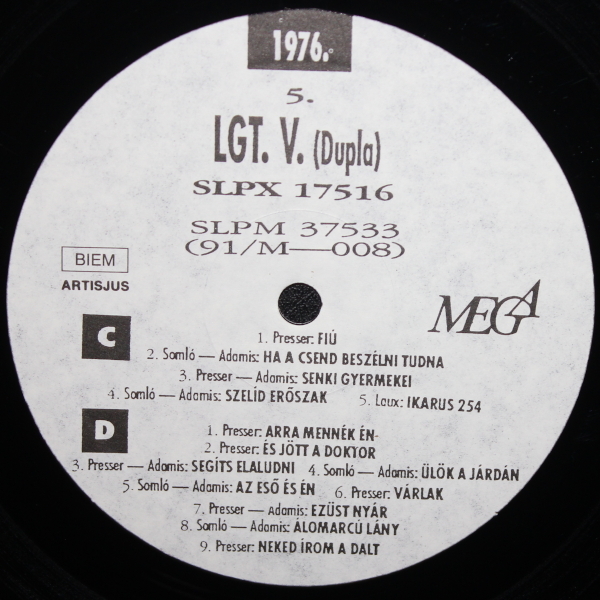 1976.
5.
LGT. V. (Dupla)
SLPX 17516
SLPM 37533
(91/M—008)
BIEM
ARTISJUS
MEGA
C
1. Presser: FIÚ
2. Somló — Adamis: HA A CSEND BESZÉLNI TUDNA
3. Presser — Adamis: SENKI GYERMEKEI
4. Somló — Adamis: SZELÍD ERŐSZAK 5. Laux: IKARUS 254
D
1. Presser: ARRA MENNÉK ÉN
2. Presser: ÉS JÖTT A DOKTOR
3. Presser — Adamis: SEGÍTS ELALUDNI 4. Somló — Adamis: ÜLÖK A JÁRDÁN
5. Somló — Adamis: AZ ESŐ ÉS ÉN 6. Presser: VÁRLAK
7. Presser — Adamis: EZÜST NYÁR
8. Somló — Adamis: ÁLOMARCÚ LÁNY
9. Presser: NEKED ÍROM A DALT